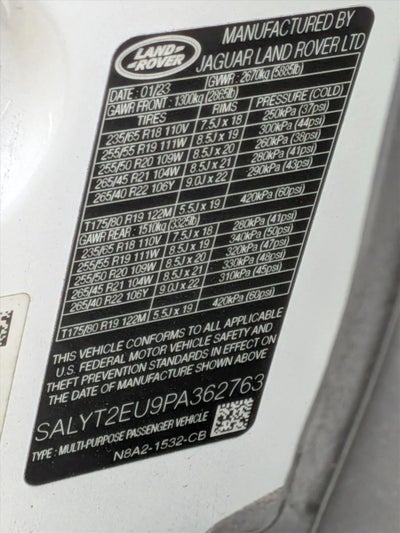 LAND ROVER
MANUFACTURED BY
JAGUAR LAND ROVER LTD
DATE : 01/23 GVWR : 2670kg (5885lb)
GAWR FRONT : 1300kg (2865lb)
TIRES RIMS PRESSURE (COLD)
235/65 R18 110V 7.5J x 18 250kPa (37psi)
255/55 R19 111W 8.5J x 19 300kPa (44psi)
255/50 R20 109W 8.5J x 20 260kPa (38psi)
265/45 R21 104W 8.5J x 21 280kPa (41psi)
265/40 R22 106Y 9.0J x 22 290kPa (43psi)
T175/80 R19 122M 5.5J x 19 420kPa (60psi)
GAWR REAR : 1510kg (3325lb)
235/65 R18 110V 7.5J x 18 280kPa (41psi)
255/55 R19 111W 8.5J x 19 340kPa (50psi)
255/50 R20 109W 8.5J x 20 320kPa (47psi)
265/45 R21 104W 8.5J x 21 330kPa (48psi)
265/40 R22 106Y 9.0J x 22 310kPa (45psi)
T175/80 R19 122M 5.5J x 19 420kPa (60psi)
THIS VEHICLE CONFORMS TO ALL APPLICABLE
U.S. FEDERAL MOTOR VEHICLE SAFETY AND
THEFT PREVENTION STANDARDS IN EFFECT ON
THE DATE OF MANUFACTURE SHOWN ABOVE
SALYT2EU9PA362763
TYPE : MULTI-PURPOSE PASSENGER VEHICLE
N8A2-1532-CB